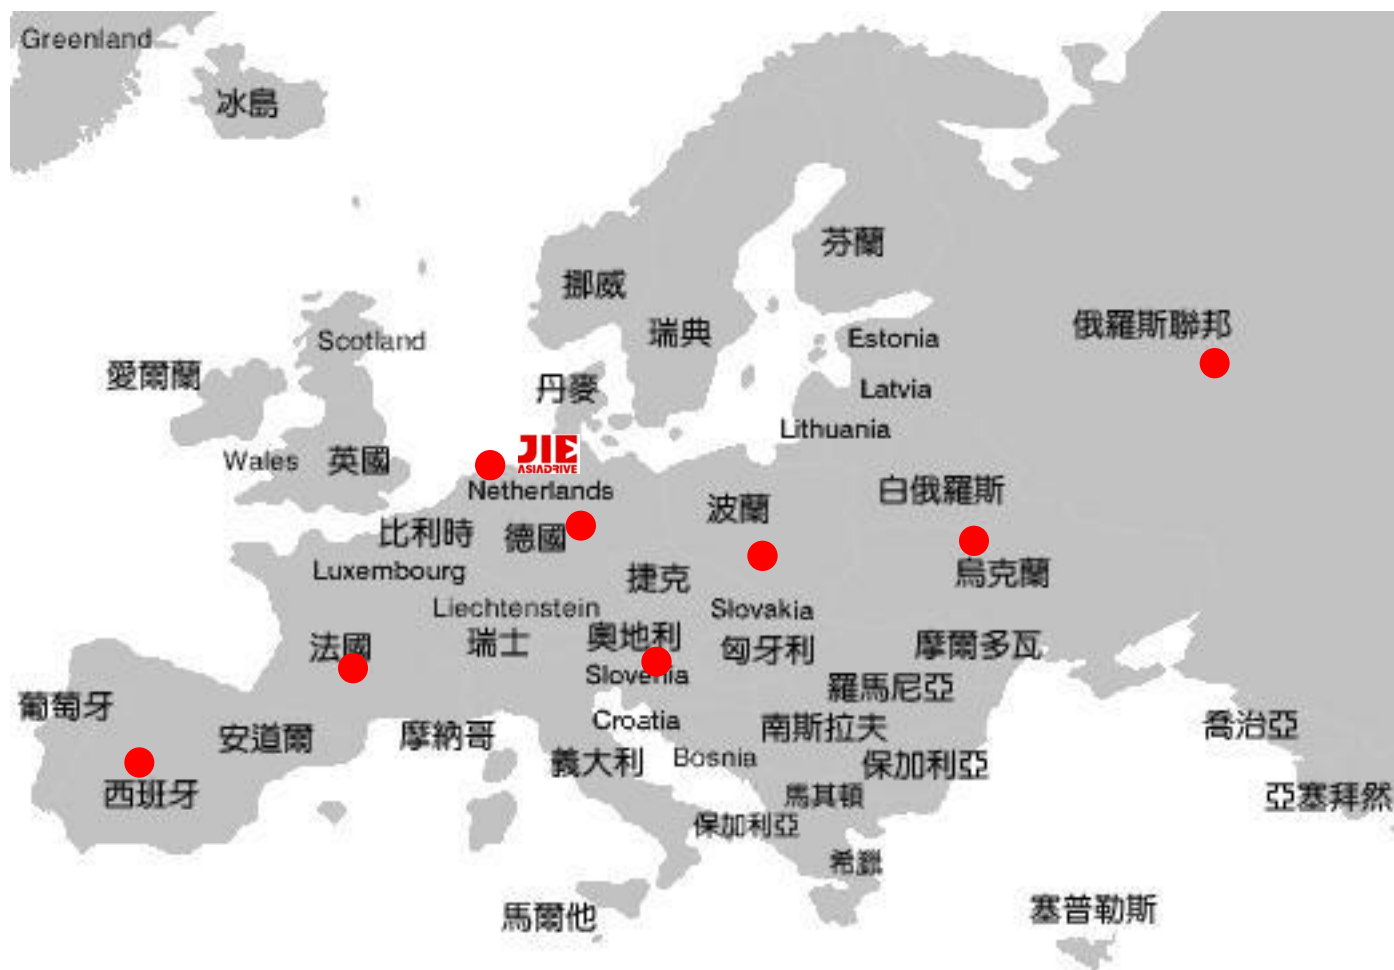 Greenland
冰島
芬蘭
挪威
俄羅斯聯邦
瑞典
Scotland
Estonia
愛爾蘭
丹麥
Latvia
Lithuania
JIE
ASIADRIVE
Wales
英國
Netherlands
白俄羅斯
波蘭
比利時
德國
Luxembourg
捷克
烏克蘭
Liechtenstein
Slovakia
法國
瑞士
奧地利
匈牙利
摩爾多瓦
Slovenia
羅馬尼亞
葡萄牙
Croatia
南斯拉夫
喬治亞
安道爾
摩納哥
義大利
Bosnia
保加利亞
西班牙
馬其頓
亞塞拜然
保加利亞
希臘
馬爾他
塞普勒斯